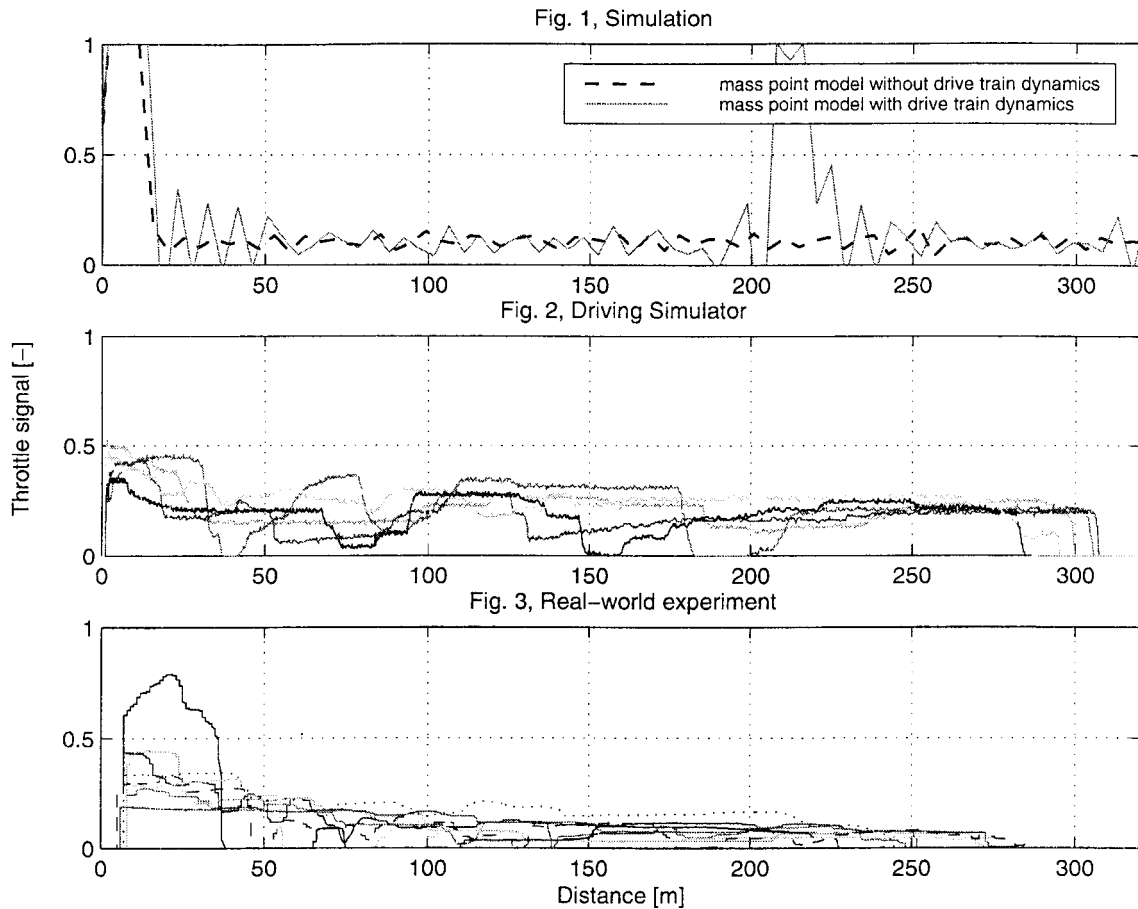 Fig. 1, Simulation
1
0.5
0
mass point model without drive train dynamics
mass point model with drive train dynamics
0 50 100 150 200 250 300
Fig. 2, Driving Simulator
1
0.5
0
Throttle signal [−]
0 50 100 150 200 250 300
Fig. 3, Real−world experiment
1
0.5
0
0 50 100 150 200 250 300
Distance [m]